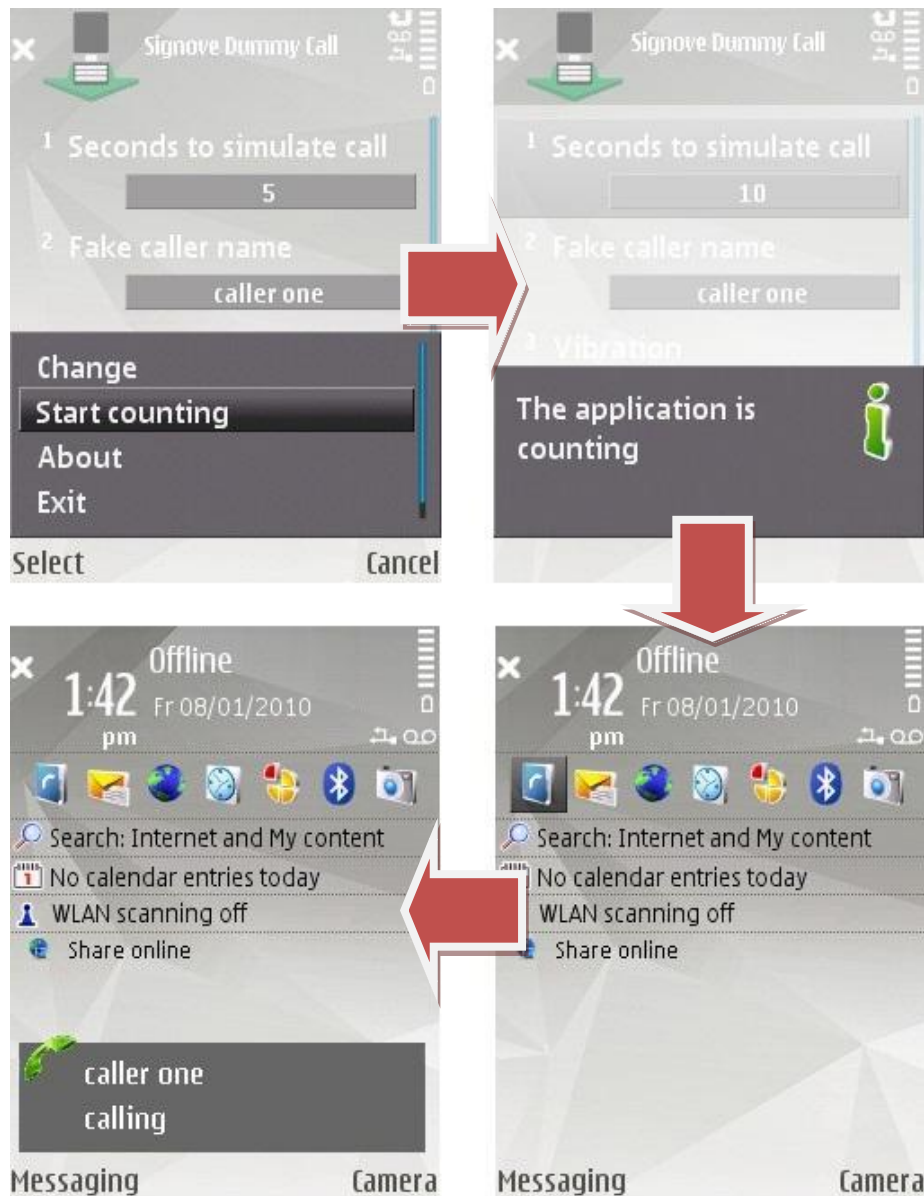 Signove Dummy Call
1 Seconds to simulate call
5
2 Fake caller name
caller one
Change
Start counting
About
Exit
Select Cancel
Signove Dummy Call
1 Seconds to simulate call
10
2 Fake caller name
caller one
3 Vibration
The application is
counting
Offline
1:42 Fr 08/01/2010
pm
Search: Internet and My content
No calendar entries today
WLAN scanning off
Share online
Messaging Camera
Offline
1:42 Fr 08/01/2010
pm
1
Search: Internet and My content
No calendar entries today
WLAN scanning off
Share online
caller one
calling
Messaging Camera